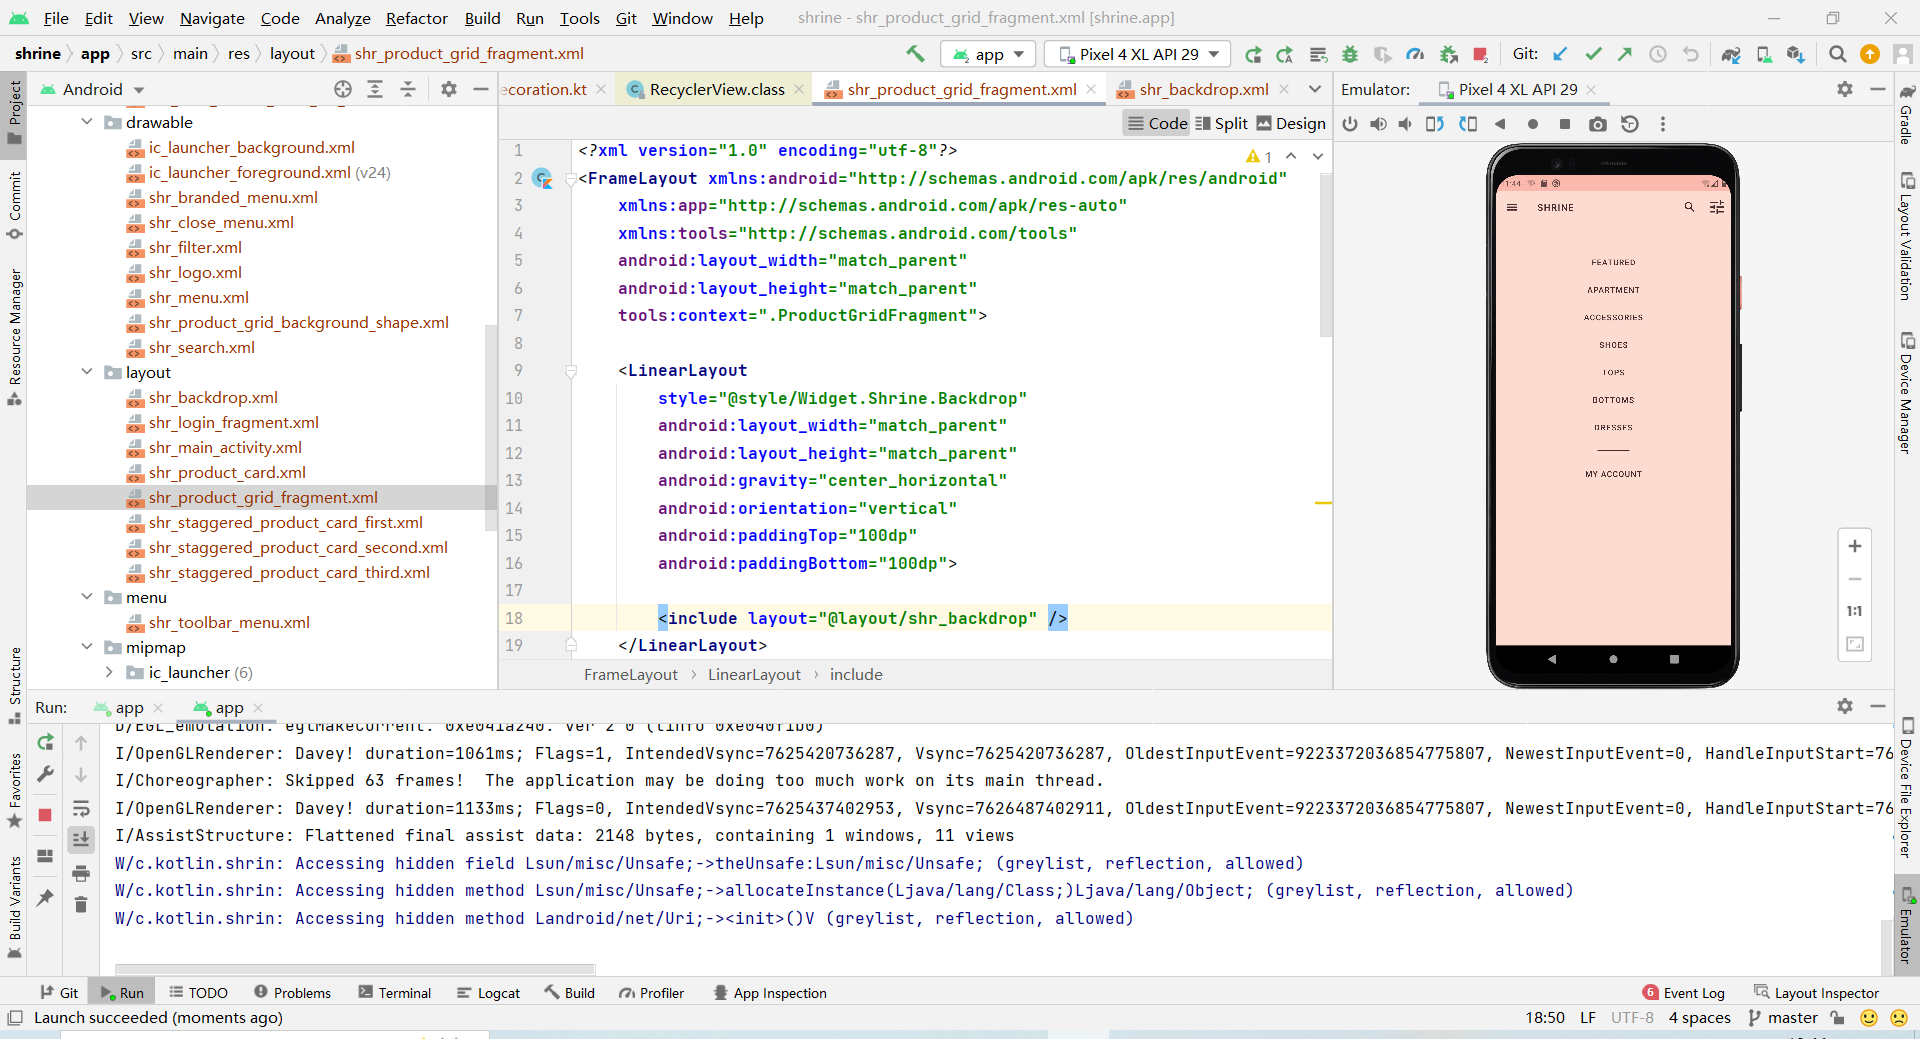 File Edit View Navigate Code Analyze Refactor Build Run Tools Git Window Help shrine - shr_product_grid_fragment.xml [shrine.app]
shrine app src main res layout shr_product_grid_fragment.xml app Pixel 4 XL API 29 Git:
Android
ecoration.kt RecyclerView.class shr_product_grid_fragment.xml shr_backdrop.xml
Emulator: Pixel 4 XL API 29
Code Split Design
Project
Commit
Resource Manager
Structure
Favorites
Build Variants
drawable
ic_launcher_background.xml
ic_launcher_foreground.xml (v24)
shr_branded_menu.xml
shr_close_menu.xml
shr_filter.xml
shr_logo.xml
shr_menu.xml
shr_product_grid_background_shape.xml
shr_search.xml
layout
shr_backdrop.xml
shr_login_fragment.xml
shr_main_activity.xml
shr_product_card.xml
shr_product_grid_fragment.xml
shr_staggered_product_card_first.xml
shr_staggered_product_card_second.xml
shr_staggered_product_card_third.xml
menu
shr_toolbar_menu.xml
mipmap
ic_launcher (6)
1
1 <?xml version="1.0" encoding="utf-8"?>
2 <FrameLayout xmlns:android="http://schemas.android.com/apk/res/android"
3 xmlns:app="http://schemas.android.com/apk/res-auto"
4 xmlns:tools="http://schemas.android.com/tools"
5 android:layout_width="match_parent"
6 android:layout_height="match_parent"
7 tools:context=".ProductGridFragment">
8
9 <LinearLayout
10 style="@style/Widget.Shrine.Backdrop"
11 android:layout_width="match_parent"
12 android:layout_height="match_parent"
13 android:gravity="center_horizontal"
14 android:orientation="vertical"
15 android:paddingTop="100dp"
16 android:paddingBottom="100dp">
17
18 <include layout="@layout/shr_backdrop" />
19 </LinearLayout>
FrameLayout LinearLayout include
1:44
SHRINE
FEATURED
APARTMENT
ACCESSORIES
SHOES
TOPS
BOTTOMS
DRESSES
MY ACCOUNT
1:1
Gradle
Layout Validation
Device Manager
Device File Explorer
Emulator
Run: app app
D/EGL_emulation: eglMakeCurrent: 0xe041a240: ver 2 0 (tinfo 0xe040f1b0)
I/OpenGLRenderer: Davey! duration=1061ms; Flags=1, IntendedVsync=7625420736287, Vsync=7625420736287, OldestInputEvent=9223372036854775807, NewestInputEvent=0, HandleInputStart=76
I/Choreographer: Skipped 63 frames!  The application may be doing too much work on its main thread.
I/OpenGLRenderer: Davey! duration=1133ms; Flags=0, IntendedVsync=7625437402953, Vsync=7626487402911, OldestInputEvent=9223372036854775807, NewestInputEvent=0, HandleInputStart=76
I/AssistStructure: Flattened final assist data: 2148 bytes, containing 1 windows, 11 views
W/c.kotlin.shrin: Accessing hidden field Lsun/misc/Unsafe;->theUnsafe:Lsun/misc/Unsafe; (greylist, reflection, allowed)
W/c.kotlin.shrin: Accessing hidden method Lsun/misc/Unsafe;->allocateInstance(Ljava/lang/Class;)Ljava/lang/Object; (greylist, reflection, allowed)
W/c.kotlin.shrin: Accessing hidden method Landroid/net/Uri;-><init>()V (greylist, reflection, allowed)
Git Run TODO Problems Terminal Logcat Build Profiler App Inspection 6 Event Log Layout Inspector
Launch succeeded (moments ago) 18:50 LF UTF-8 4 spaces master